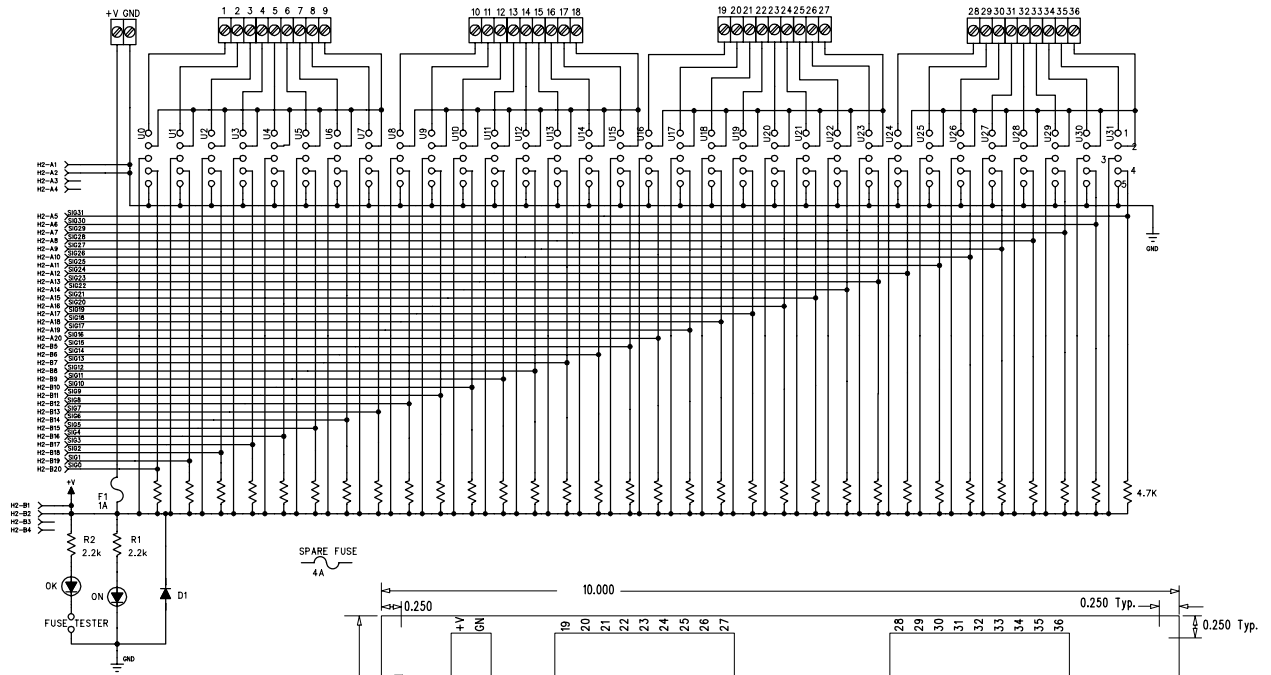 +V GND
1 2 3 4 5 6 7 8 9
10 11 12 13 14 15 16 17 18
19 20 21 22 23 24 25 26 27
28 29 30 31 32 33 34 35 36
U0 U1 U2 U3 U4 U5 U6 U7 U8 U9 U10 U11 U12 U13 U14 U15 U16 U17 U18 U19 U20 U21 U22 U23 U24 U25 U26 U27 U28 U29 U30 U31
1
2
3
4
5
H2-A1
H2-A2
H2-A3
H2-A4
H2-A5 SIG31
H2-A6 SIG30
H2-A7 SIG29
H2-A8 SIG28
H2-A9 SIG27
H2-A10 SIG26
H2-A11 SIG25
H2-A12 SIG24
H2-A13 SIG23
H2-A14 SIG22
H2-A15 SIG21
H2-A16 SIG20
H2-A17 SIG19
H2-A18 SIG18
H2-A19 SIG17
H2-A20 SIG16
H2-B5 SIG15
H2-B6 SIG14
H2-B7 SIG13
H2-B8 SIG12
H2-B9 SIG11
H2-B10 SIG10
H2-B11 SIG9
H2-B12 SIG8
H2-B13 SIG7
H2-B14 SIG6
H2-B15 SIG5
H2-B16 SIG4
H2-B17 SIG3
H2-B18 SIG2
H2-B19 SIG1
H2-B20 SIG0
GND
+V
F1
1A
4.7K
H2-B1
H2-B2
H2-B3
H2-B4
R2
2.2k
R1
2.2k
OK
ON
D1
FUSE TESTER
GND
SPARE FUSE
4A
10.000
0.250
0.250 Typ.
0.250 Typ.
+V
GN
19 20 21 22 23 24 25 26 27
28 29 30 31 32 33 34 35 36